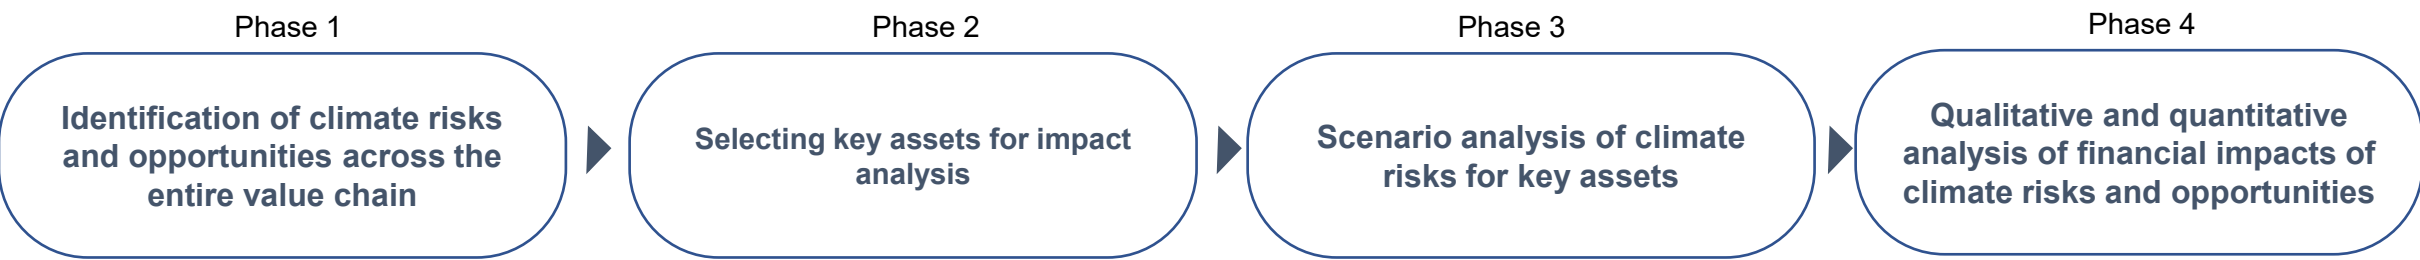 Phase 1
Identification of climate risks
and opportunities across the
entire value chain
Phase 2
Selecting key assets for impact
analysis
Phase 3
Scenario analysis of climate
risks for key assets
Phase 4
Qualitative and quantitative
analysis of financial impacts of
climate risks and opportunities